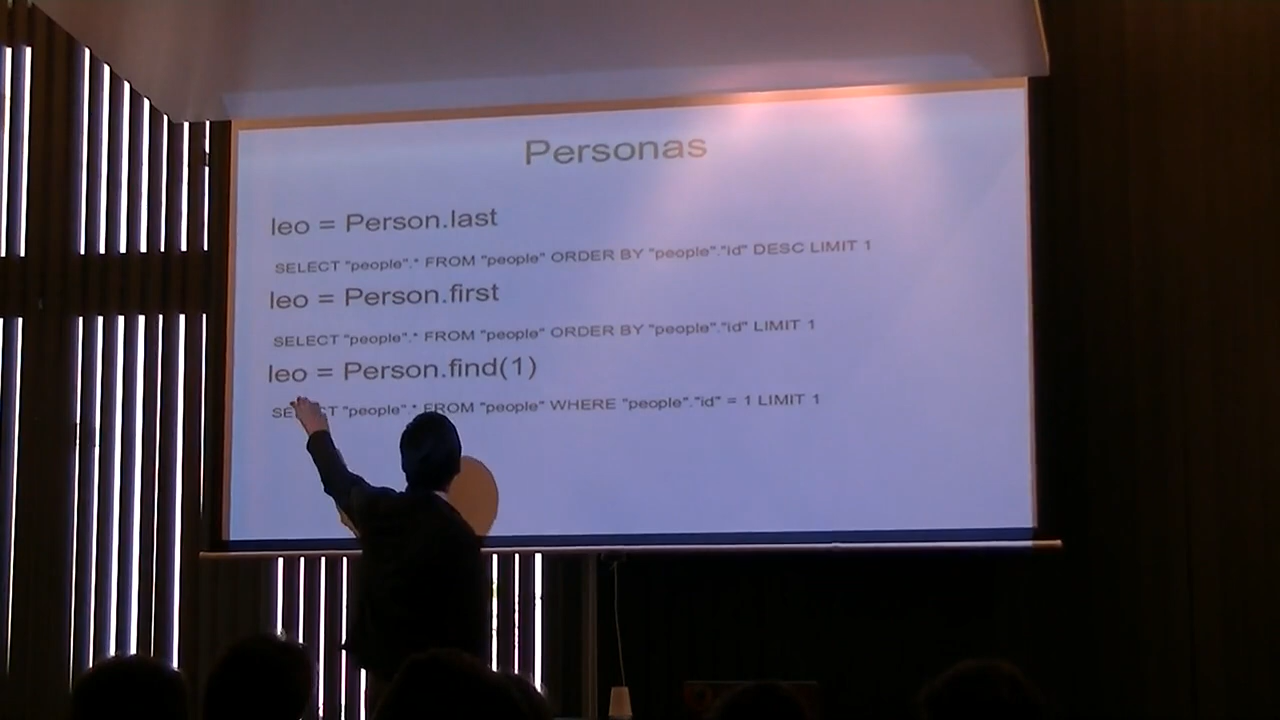 Personas
leo = Person.last
SELECT "people".* FROM "people" ORDER BY "people"."id" DESC LIMIT 1
leo = Person.first
SELECT "people".* FROM "people" ORDER BY "people"."id" LIMIT 1
leo = Person.find(1)
SELECT "people".* FROM "people" WHERE "people"."id" = 1 LIMIT 1